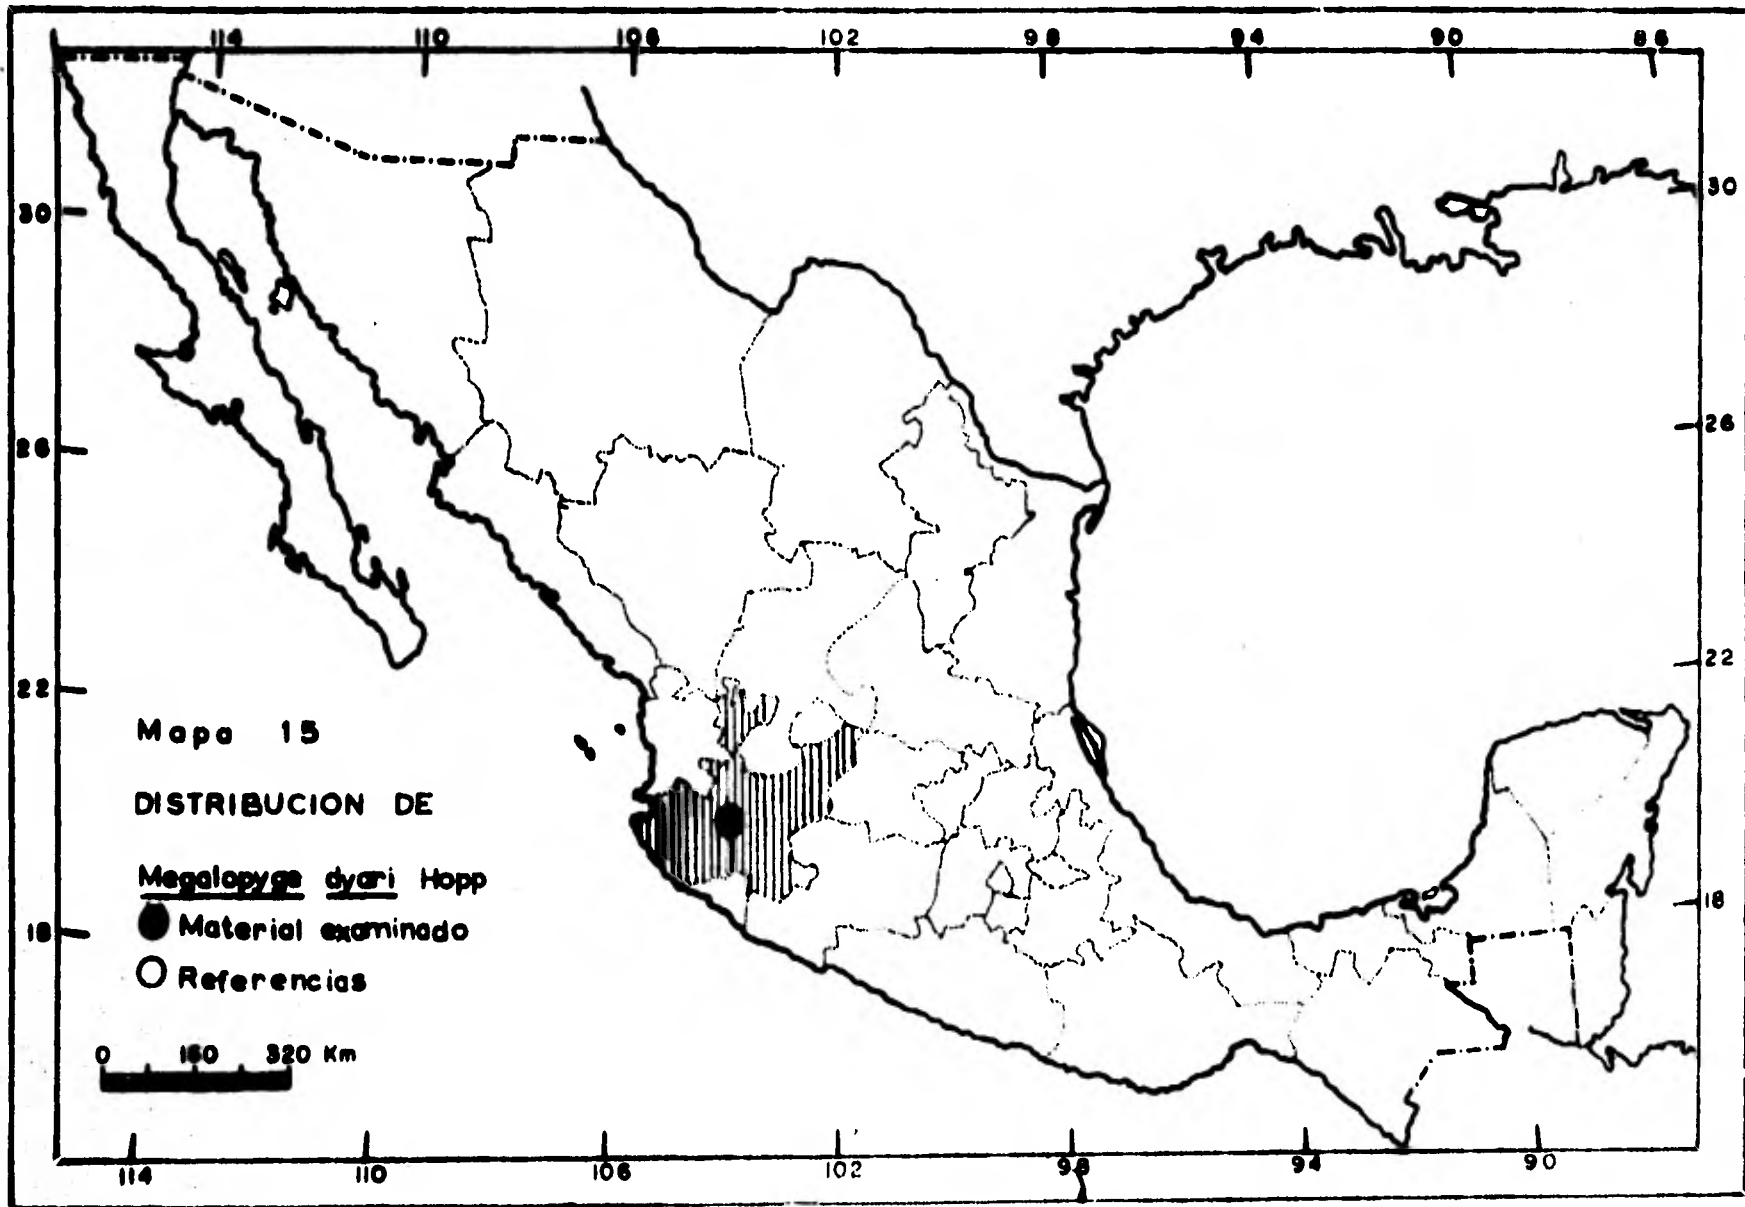 114 110 106 102 98 94 90 86
30 30
26 26
22 22
18 18
Mapa 15
DISTRIBUCION DE
Megalopyge dyari Hopp
Material examinado
Referencias
0 160 320 Km
114 110 106 102 98 94 90